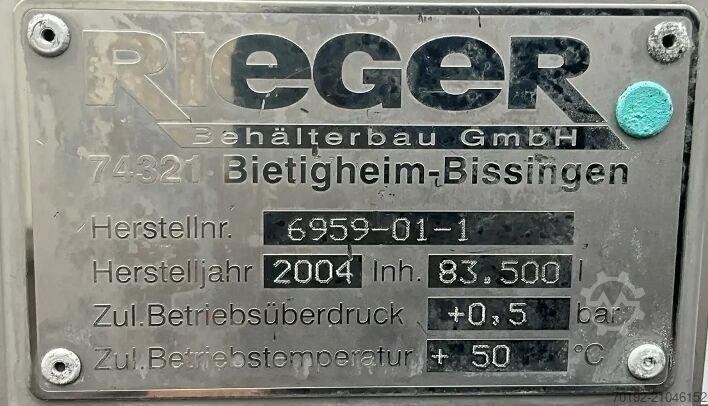 RIEGER
Behälterbau GmbH
74321 Bietigheim-Bissingen
Herstellnr. 6959-01-1
Herstelljahr 2004 Inh. 83.500 l
Zul.Betriebsüberdruck +0,5 bar
Zul.Betriebstemperatur + 50 °C
70192-21046152